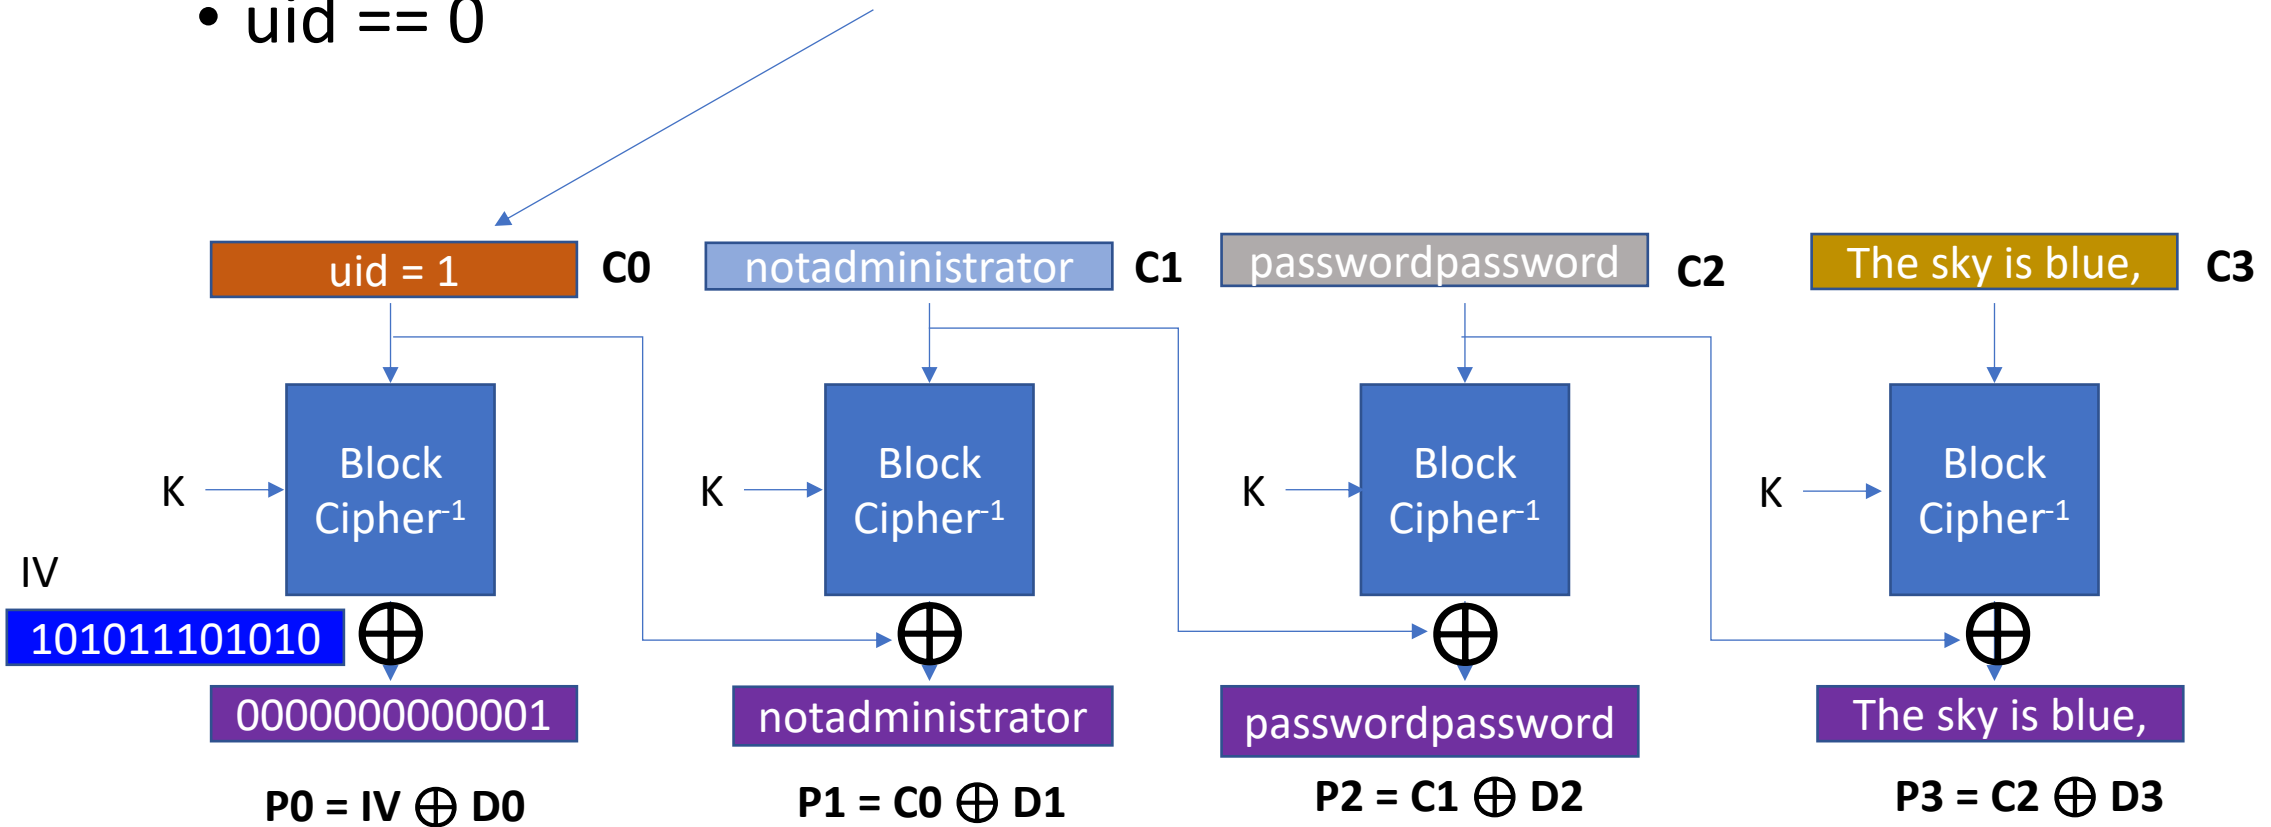 • uid == 0
uid = 1 C0 notadministrator C1 passwordpassword C2 The sky is blue, C3
Block Block Block Block
K Cipher-1 K Cipher-1 K Cipher-1 K Cipher-1
IV
101011101010
0000000000001 notadministrator passwordpassword The sky is blue,
P0 = IV ⊕ D0 P1 = C0 ⊕ D1 P2 = C1 ⊕ D2 P3 = C2 ⊕ D3